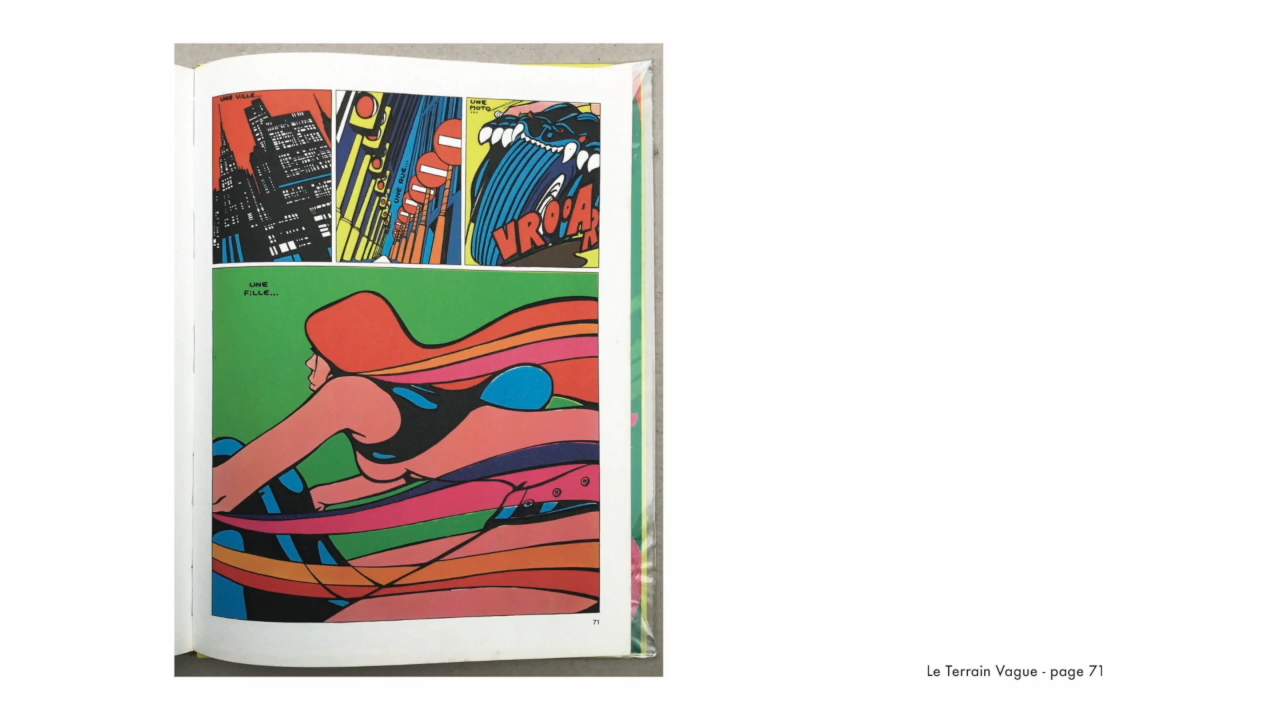 UNE VILLE...
UNE RUE...
UNE
MOTO
...
VROOAR
UNE
FiLLE...
71
Le Terrain Vague - page 71